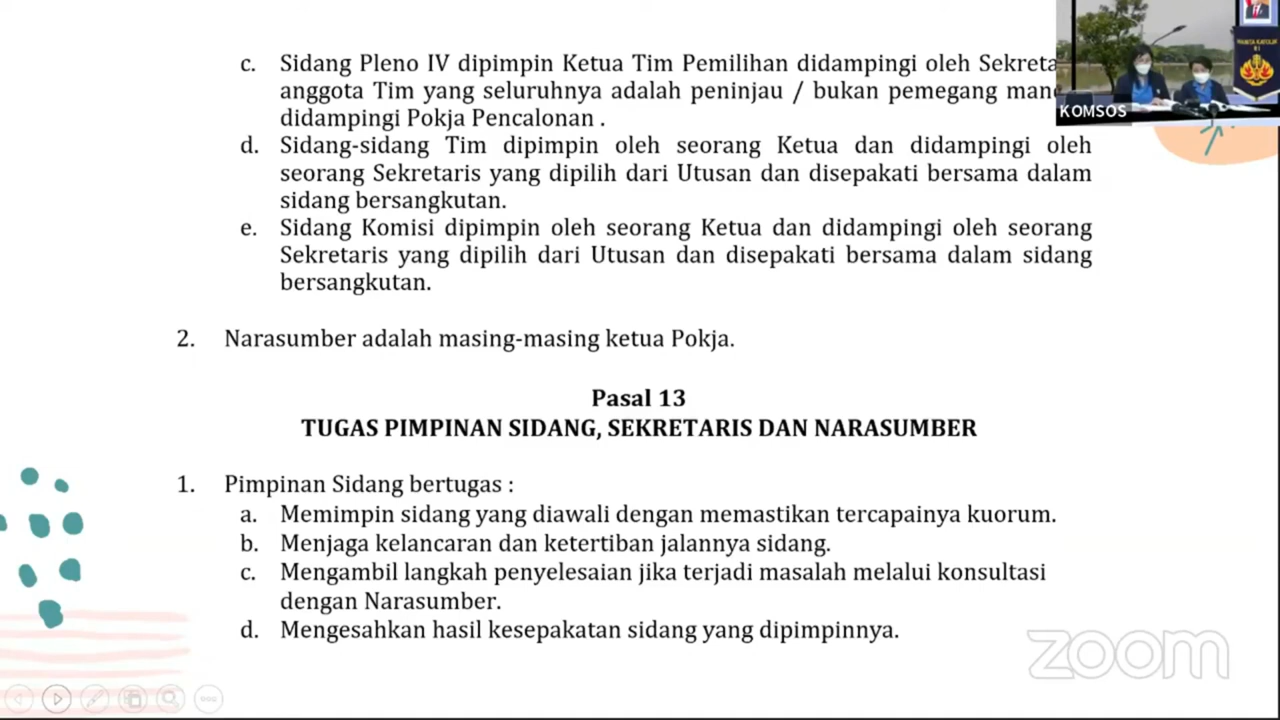 c. Sidang Pleno IV dipimpin Ketua Tim Pemilihan didampingi oleh
anggota Tim yang seluruhnya adalah peninjau / bukan pemegang
didampingi Pokja Pencalonan .
d. Sidang-sidang Tim dipimpin oleh seorang Ketua dan didampingi oleh
seorang Sekretaris yang dipilih dari Utusan dan disepakati bersama dalam
sidang bersangkutan.
e. Sidang Komisi dipimpin oleh seorang Ketua dan didampingi oleh seorang
Sekretaris yang dipilih dari Utusan dan disepakati bersama dalam sidang
bersangkutan.
2. Narasumber adalah masing-masing ketua Pokja.
Pasal 13
TUGAS PIMPINAN SIDANG, SEKRETARIS DAN NARASUMBER
1. Pimpinan Sidang bertugas :
a. Memimpin sidang yang diawali dengan memastikan tercapainya kuorum.
b. Menjaga kelancaran dan ketertiban jalannya sidang.
c. Mengambil langkah penyelesaian jika terjadi masalah melalui konsultasi
dengan Narasumber.
d. Mengesahkan hasil kesepakatan sidang yang dipimpinnya.
KOMSOS
zoom